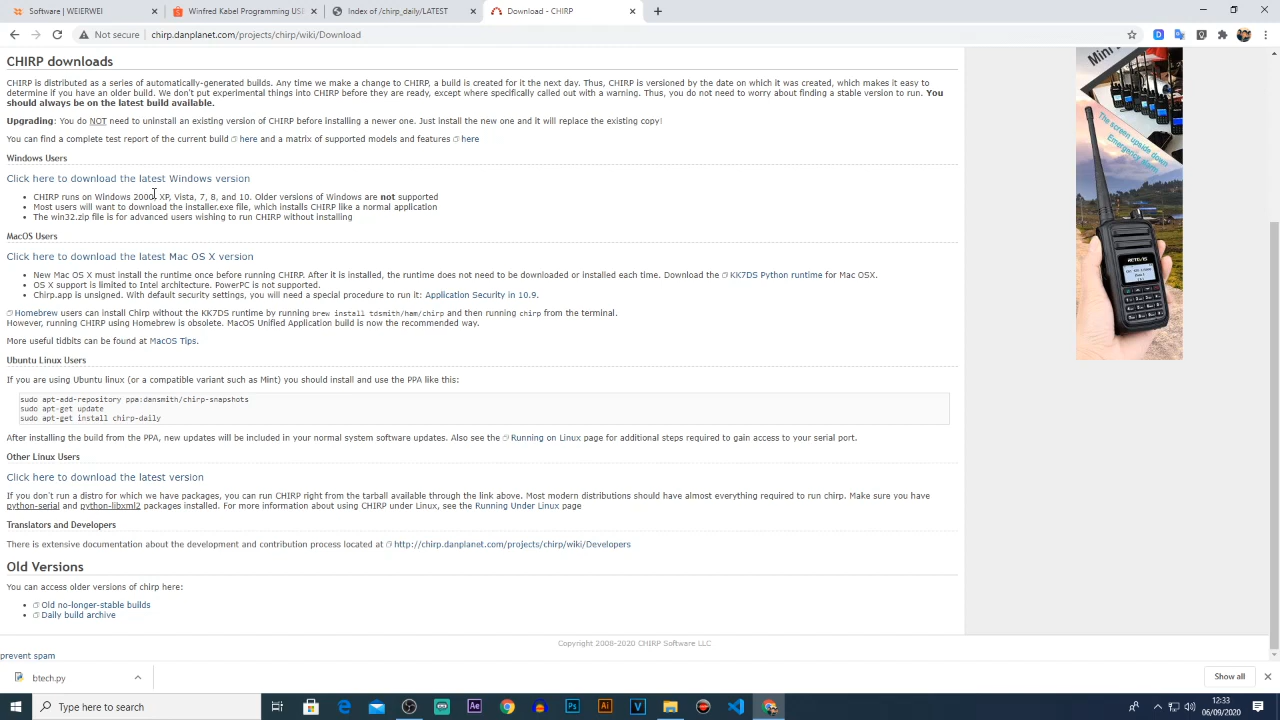 Software | WEIERWEI
Winford Kabel Programming USB
Index of /chirp_daily/LATEST
Download - CHIRP
Not secure
chirp.danplanet.com/projects/chirp/wiki/Download
CHIRP downloads
CHIRP is distributed as a series of automatically-generated builds. Any time we make a change to CHIRP, a build is created for it the next day. Thus, CHIRP is versioned by the date on which it was created, which makes it easy to
determine if you have an older build. We don't put experimental things into CHIRP before they are ready, except where specifically called out with a warning. Thus, you do not need to worry about finding a stable version to run. You
should always be on the latest build available.
Upgrading: You do NOT need to uninstall an existing version of CHIRP before installing a newer one. Just install the new one and it will replace the existing copy!
You can find a complete test report of the current build here and a matrix of supported models and features here
Windows Users
Click here to download the latest Windows version
CHIRP runs on Windows 2000, XP, Vista, 7, 8, and 10. Older versions of Windows are not supported
Most users will want to download the installer.exe file, which installs CHIRP like a normal application
The win32.zip file is for advanced users wishing to run CHIRP without installing
MacOS Users
Click here to download the latest Mac OS X version
New Mac OS X must install the runtime once before running CHIRP. After it is installed, the runtime does not need to be downloaded or installed each time. Download the KK7DS Python runtime for Mac OSX.
OS X support is limited to Intel architecture. PowerPC is not supported.
Chirp.app is unsigned. With default security settings, you will need a special procedure to run it: Application Security in 10.9.
Homebrew users can install Chirp without the KK7DS runtime by running brew install tdsmith/ham/chirp and then running chirp from the terminal.
However, running CHIRP using Homebrew is obsolete. MacOS Unified Application build is now the recommended way.
More useful tidbits can be found at MacOS Tips.
Ubuntu Linux Users
If you are using Ubuntu linux (or a compatible variant such as Mint) you should install and use the PPA like this:
sudo apt-add-repository ppa:dansmith/chirp-snapshots
sudo apt-get update
sudo apt-get install chirp-daily
After installing the build from the PPA, new updates will be included in your normal system software updates. Also see the Running on Linux page for additional steps required to gain access to your serial port.
Other Linux Users
Click here to download the latest version
If you don't run a distro for which we have packages, you can run CHIRP right from the tarball available through the link above. Most modern distributions should have almost everything required to run chirp. Make sure you have
python-serial and python-libxml2 packages installed. For more information about using CHIRP under Linux, see the Running Under Linux page
Translators and Developers
There is extensive documentation about the development and contribution process located at http://chirp.danplanet.com/projects/chirp/wiki/Developers
Old Versions
You can access older versions of chirp here:
Old no-longer-stable builds
Daily build archive
Mini
The screen upside down
Emergency alarm
RETEVIS
Copyright 2008-2020 CHIRP Software LLC
prevent spam
btech.py
Show all
Type here to search
12:33
06/09/2020